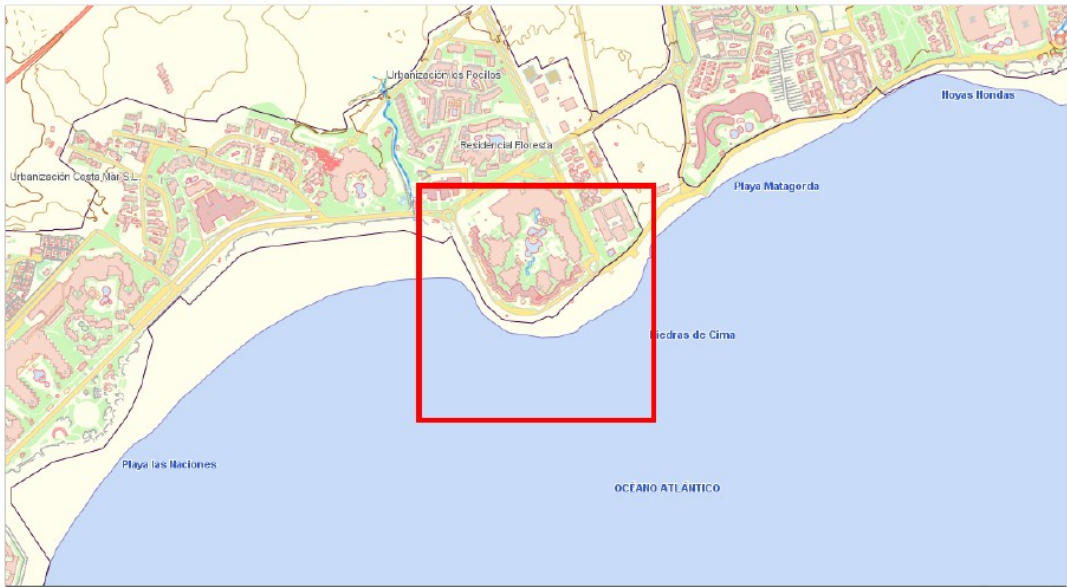 Urbanización los Pocillos
Hoyas Hondas
Residencial Floresta
Urbanización Costa Mar S.L.
Playa Matagorda
Piedras de Cima
Playa las Naciones
OCÉANO ATLÁNTICO